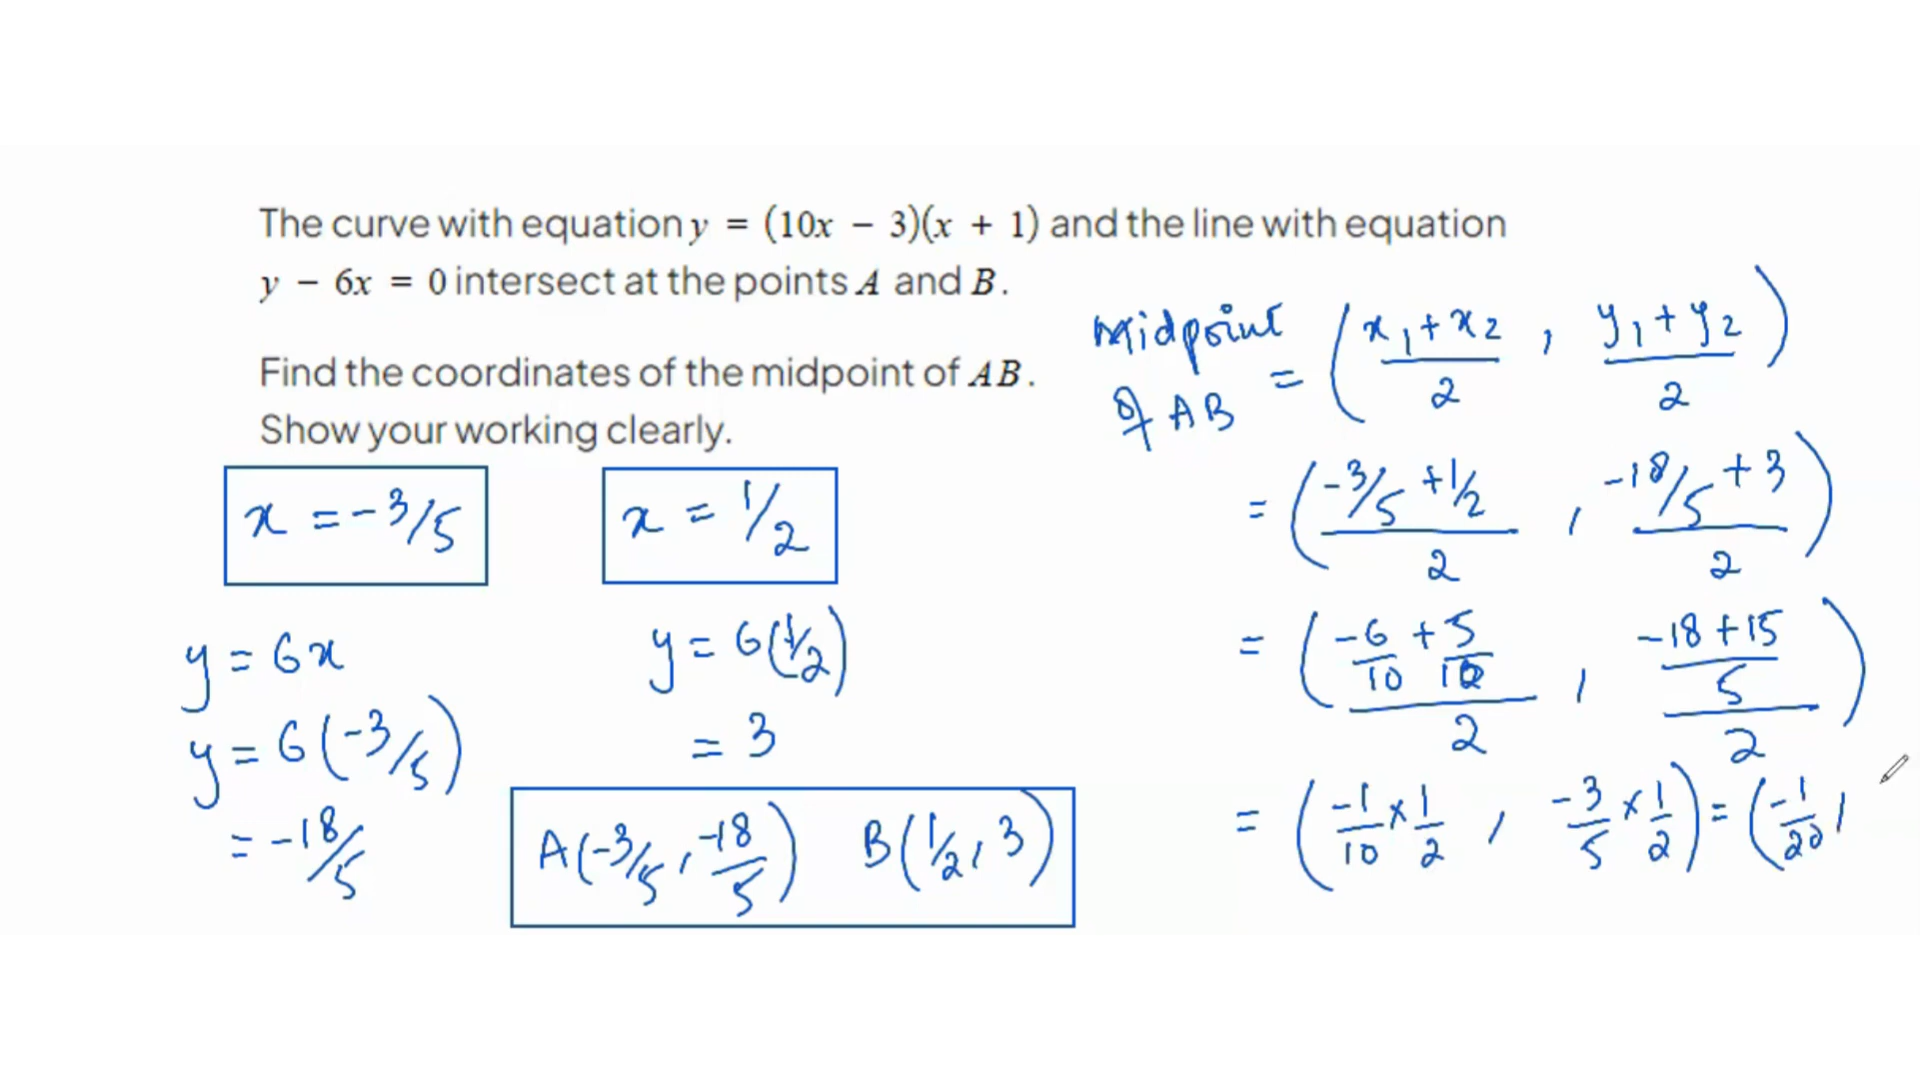 The curve with equation y = (10x − 3)(x + 1) and the line with equation
y − 6x = 0 intersect at the points A and B.
Find the coordinates of the midpoint of AB.
Show your working clearly.
x = -3/5
x = 1/2
y = 6x
y = 6(-3/5)
= -18/5
y = 6(1/2)
= 3
A(-3/5, -18/5) B(1/2, 3)
Midpoint
of AB = (x₁+x₂/2, y₁+y₂/2)
= (-3/5 +1/2/2, -18/5 +3/2)
= (-6/10 + 5/10/2, -18+15/5/2)
= (-1/10 × 1/2, -3/5 × 1/2) = (-1/20,